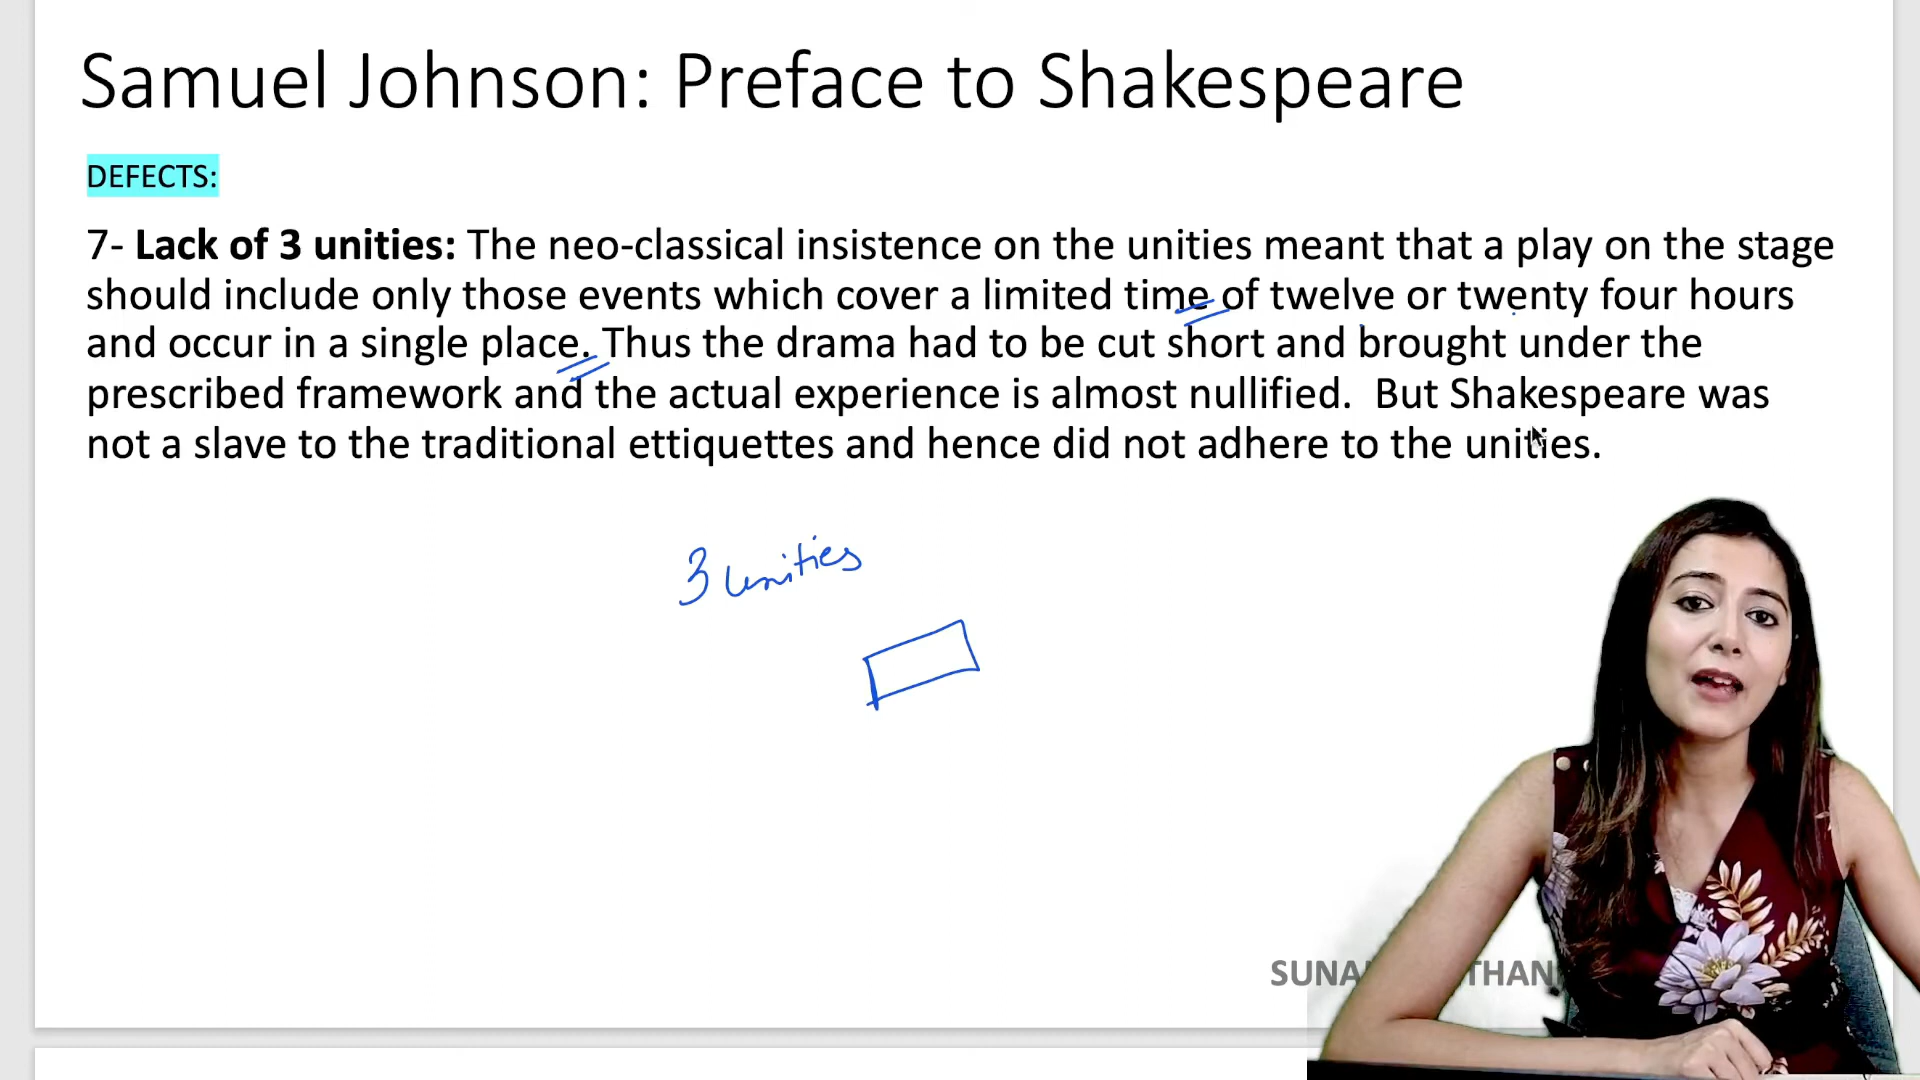 Samuel Johnson: Preface to Shakespeare
DEFECTS:
7- Lack of 3 unities: The neo-classical insistence on the unities meant that a play on the stage
should include only those events which cover a limited time of twelve or twenty four hours
and occur in a single place. Thus the drama had to be cut short and brought under the
prescribed framework and the actual experience is almost nullified.  But Shakespeare was
not a slave to the traditional ettiquettes and hence did not adhere to the unities.
3 unities